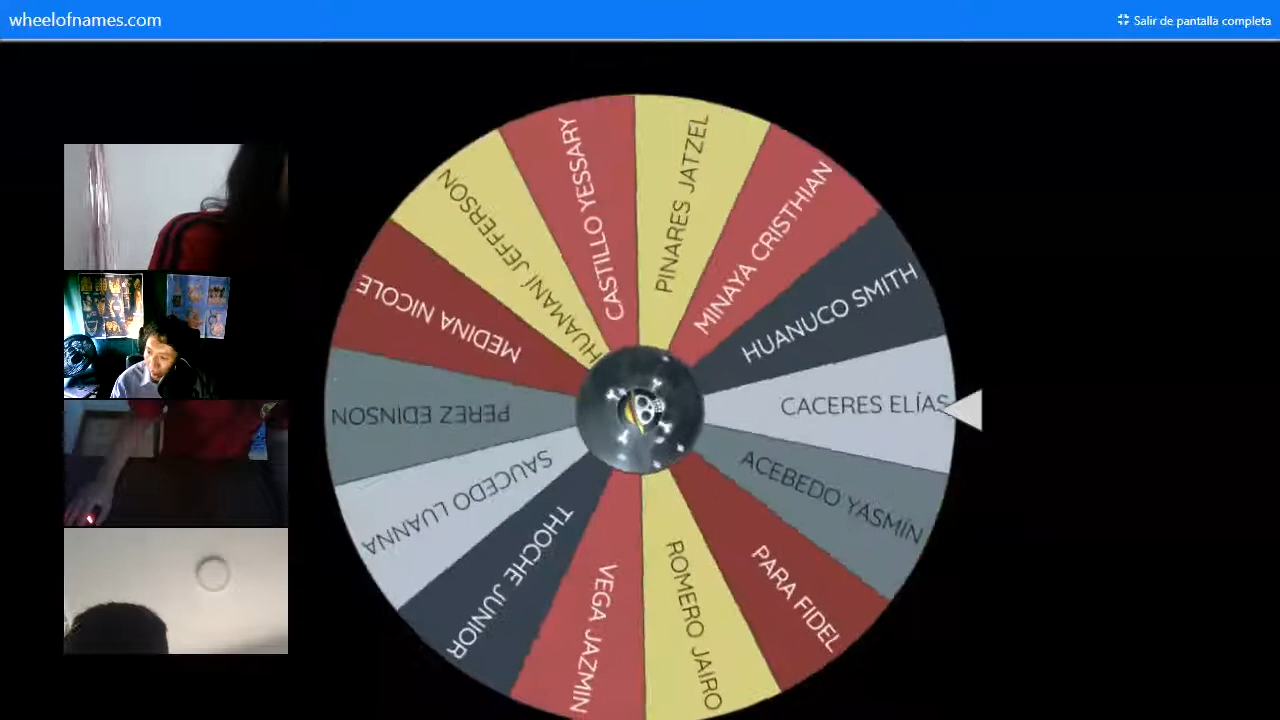 wheelofnames.com
Salir de pantalla completa
CASTILLO YESSARY
PINARES JATZEL
MINAYA CRISTHIAN
HUANUCO SMITH
CACERES ELÍAS
ACEBEDO YASMIN
PARA FIDEL
ROMERO JAIRO
VEGA JAZMIN
THOCHE JUNIOR
SAUCEDO LUANNA
PEREZ EDINSON
MEDINA NICOLE
HUAMANÍ JEFFERSON